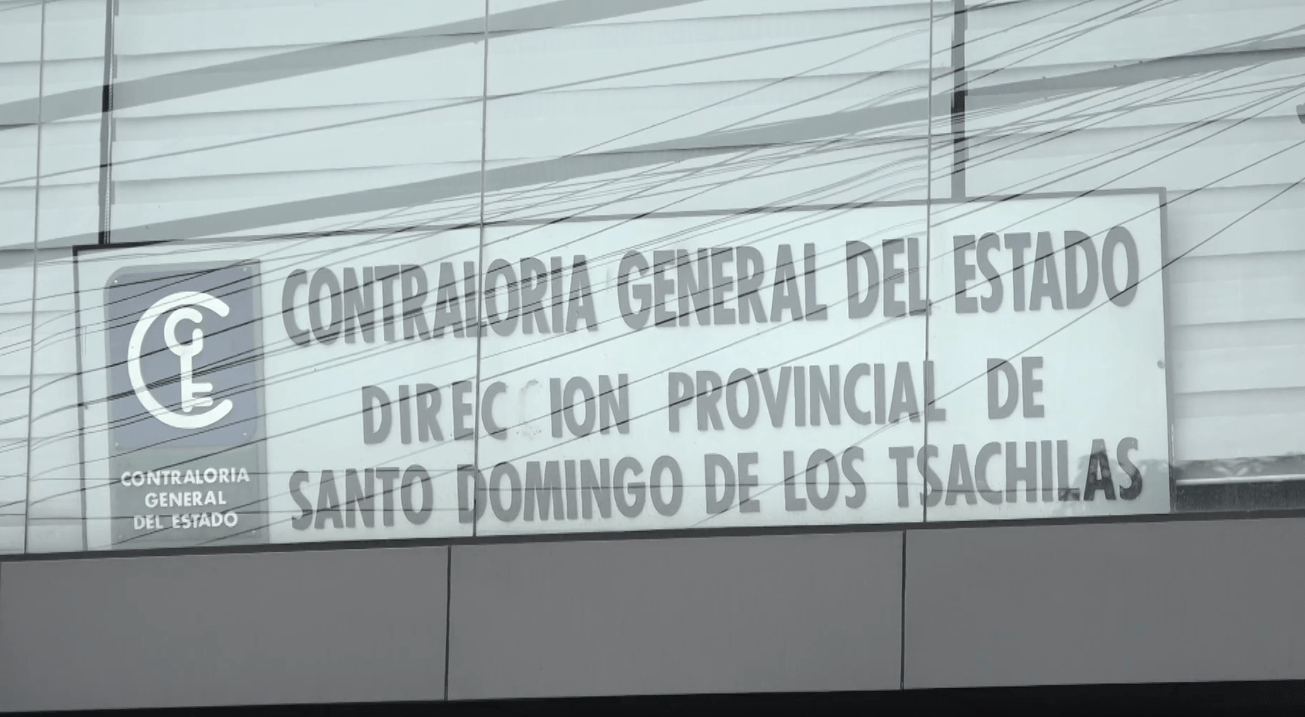 CONTRALORIA GENERAL DEL ESTADO
DIREC ION PROVINCIAL DE
SANTO DOMINGO DE LOS TSACHILAS
CONTRALORIA
GENERAL
DEL ESTADO